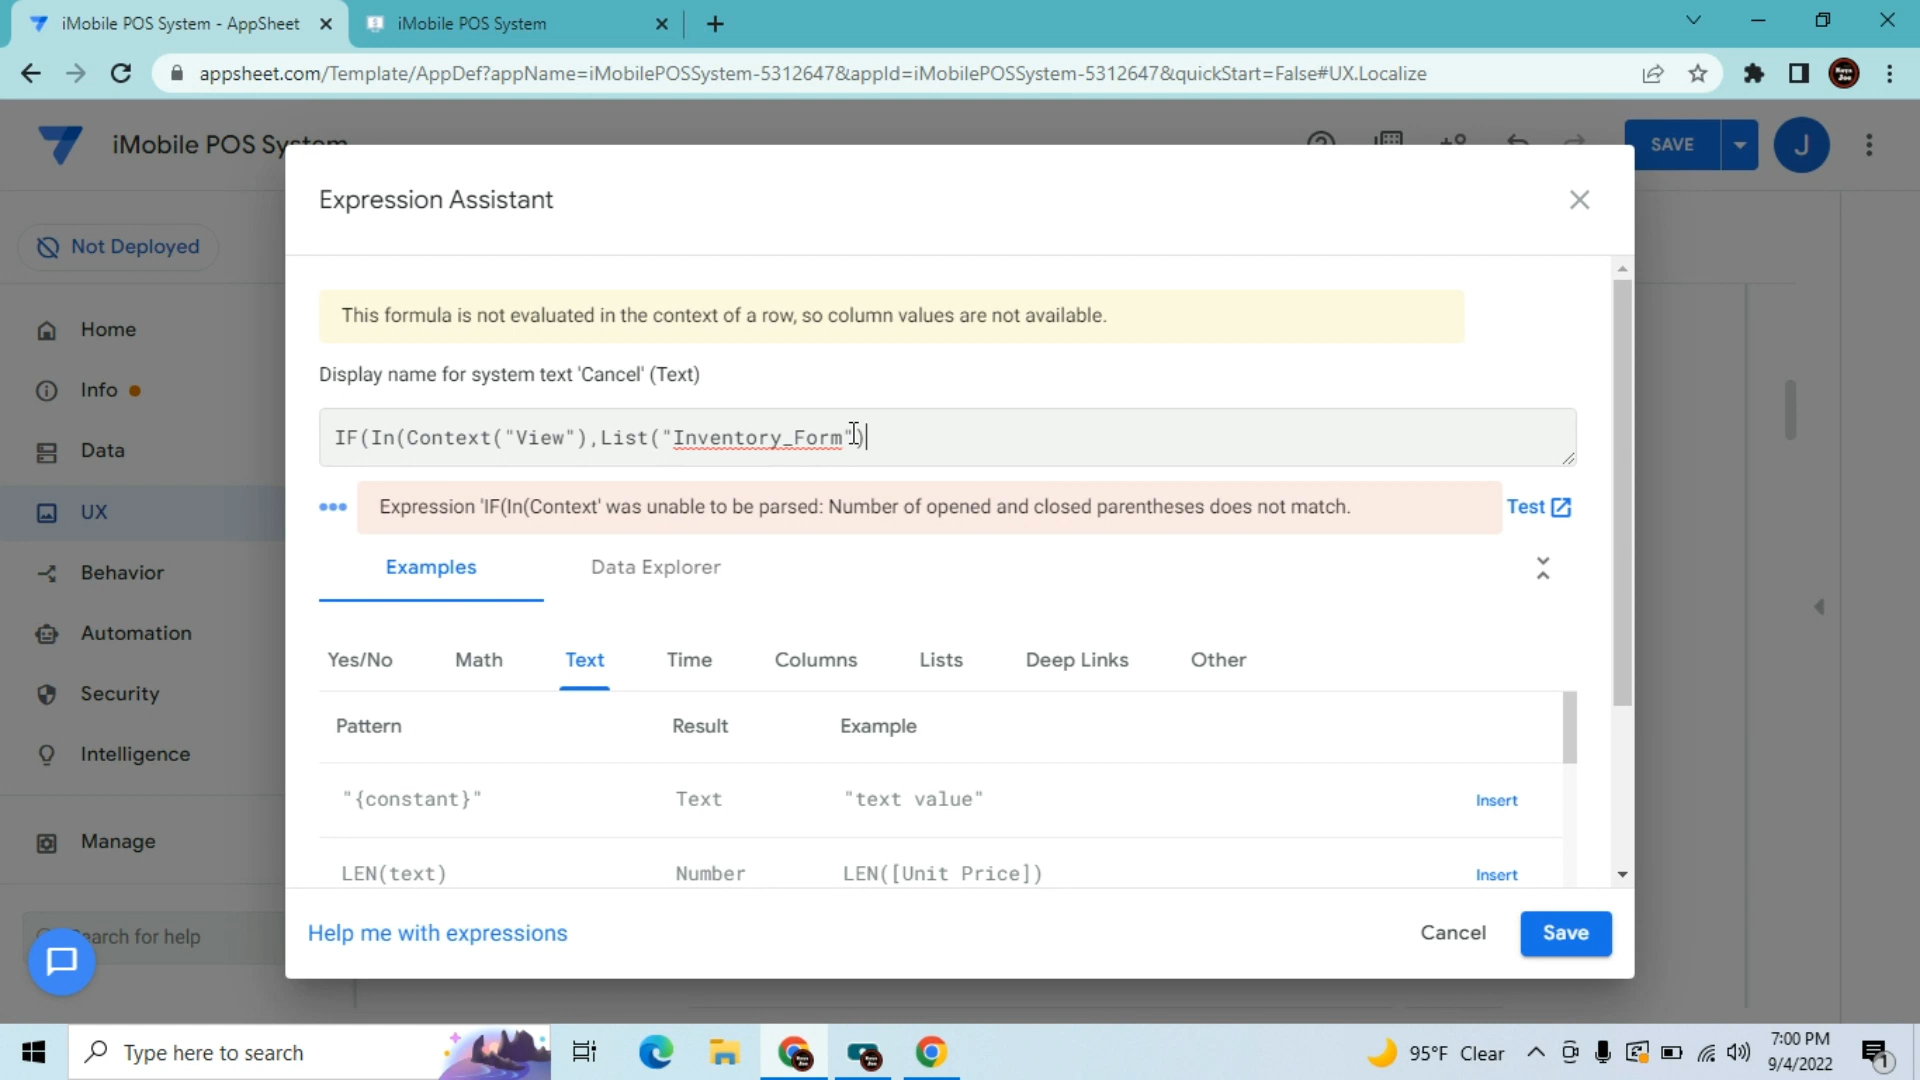 iMobile POS System - AppSheet
iMobile POS System
appsheet.com/Template/AppDef?appName=iMobilePOSSystem-5312647&appId=iMobilePOSSystem-5312647&quickStart=False#UX.Localize
iMobile POS System
SAVE
J
Not Deployed
Home
Info
Data
UX
Behavior
Automation
Security
Intelligence
Manage
Search for help
Expression Assistant
This formula is not evaluated in the context of a row, so column values are not available.
Display name for system text 'Cancel' (Text)
IF(In(Context("View"),List("Inventory_Form")
Expression 'IF(In(Context' was unable to be parsed: Number of opened and closed parentheses does not match.
Test
Examples
Data Explorer
Yes/No
Math
Text
Time
Columns
Lists
Deep Links
Other
Pattern
Result
Example
"{constant}"
Text
"text value"
Insert
LEN(text)
Number
LEN([Unit Price])
Insert
Help me with expressions
Cancel
Save
Type here to search
95°F Clear
7:00 PM
9/4/2022
1